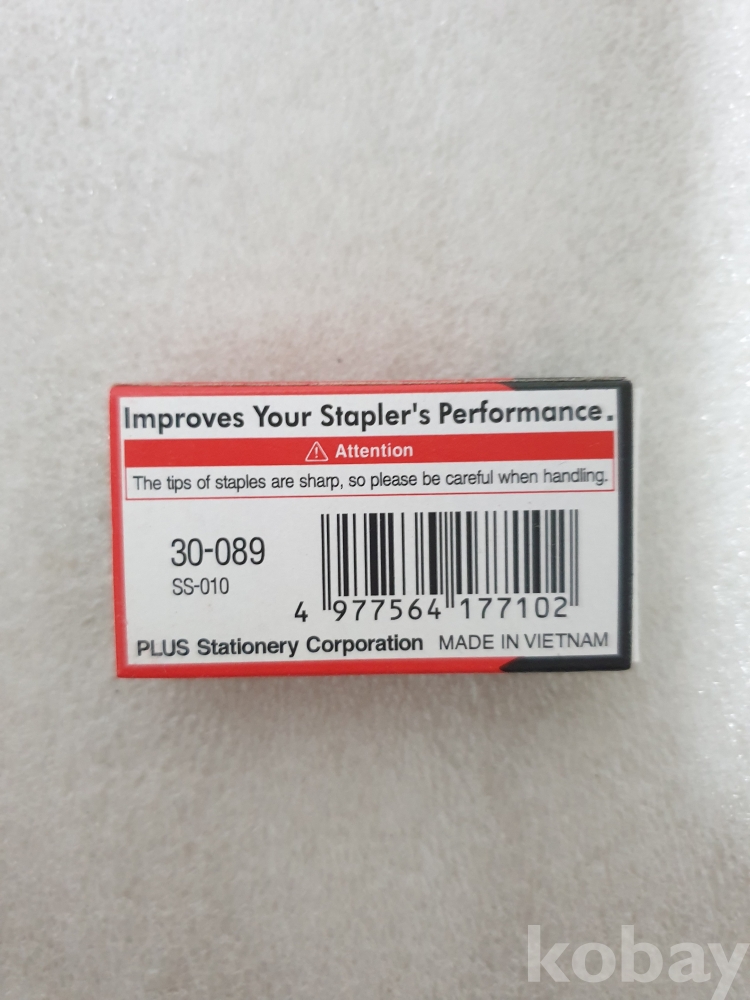 Improves Your Stapler's Performance.
⚠ Attention
The tips of staples are sharp, so please be careful when handling.
30-089
SS-010
4 977564 177102
PLUS Stationery Corporation MADE IN VIETNAM
kobay